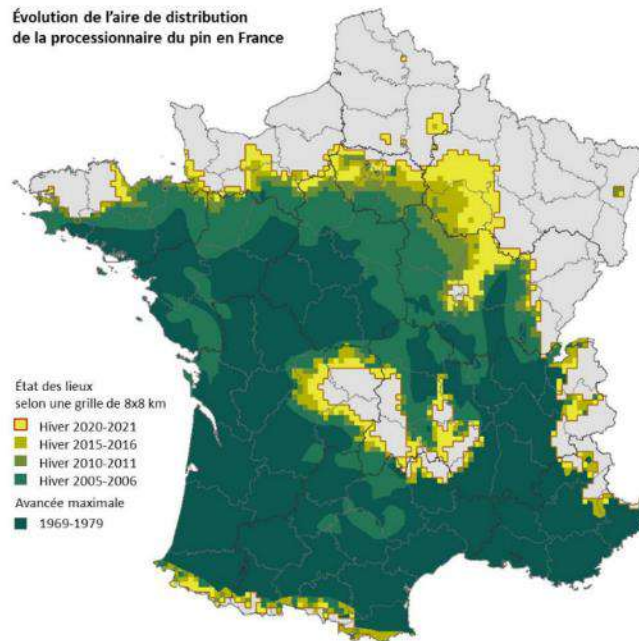 Évolution de l'aire de distribution
de la processionnaire du pin en France
État des lieux
selon une grille de 8x8 km
Hiver 2020-2021
Hiver 2015-2016
Hiver 2010-2011
Hiver 2005-2006
Avancée maximale
1969-1979